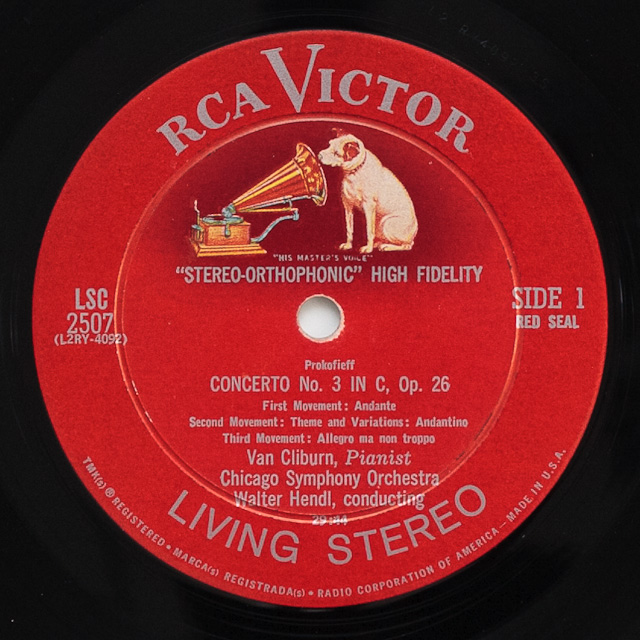 RCA VICTOR
"HIS MASTER'S VOICE"
"STEREO-ORTHOPHONIC" HIGH FIDELITY
LSC
2507
(L2RY-4092)
SIDE 1
RED SEAL
Prokofieff
CONCERTO No. 3 IN C, Op. 26
First Movement: Andante
Second Movement: Theme and Variations: Andantino
Third Movement: Allegro ma non troppo
Van Cliburn, Pianist
Chicago Symphony Orchestra
Walter Hendl, conducting
29:44
LIVING STEREO
TMK(s) ® REGISTERED • MARCA(s) REGISTRADA(s) • RADIO CORPORATION OF AMERICA — MADE IN U.S.A.